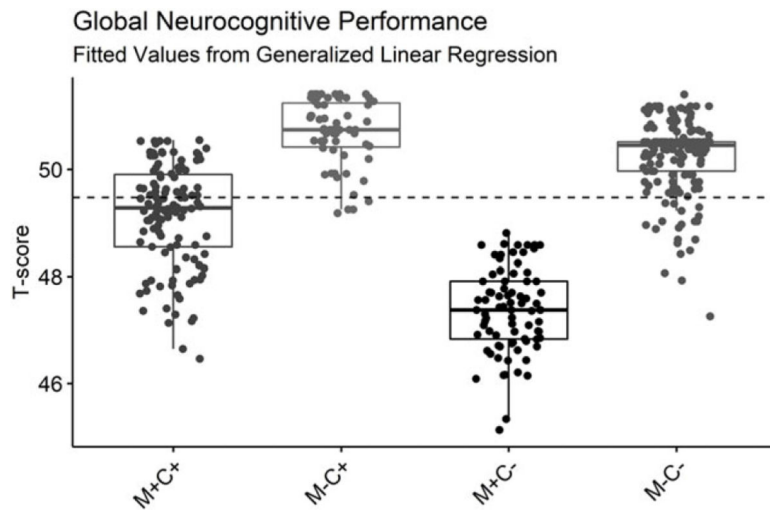 Global Neurocognitive Performance
Fitted Values from Generalized Linear Regression
T-score
50
48
46
M+C+
M-C+
M+C-
M-C-